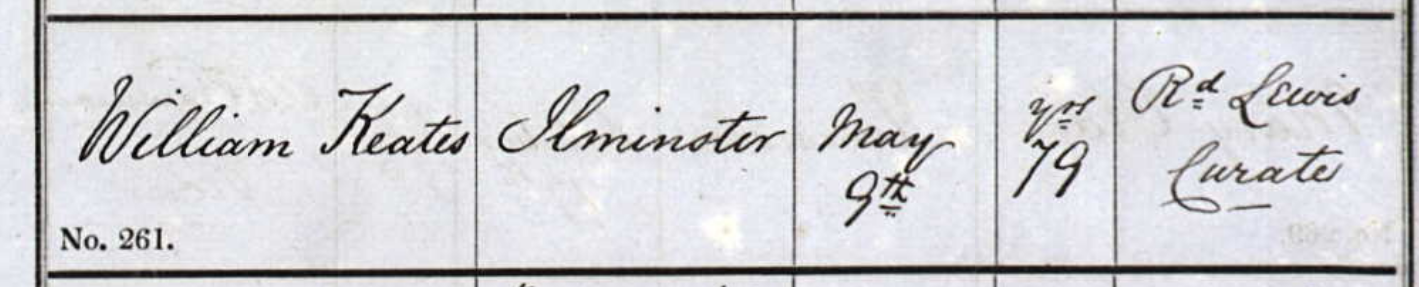 William Keates
Ilminster
May
9th
yrs
79
Rd Lewis
Curate
No. 261.